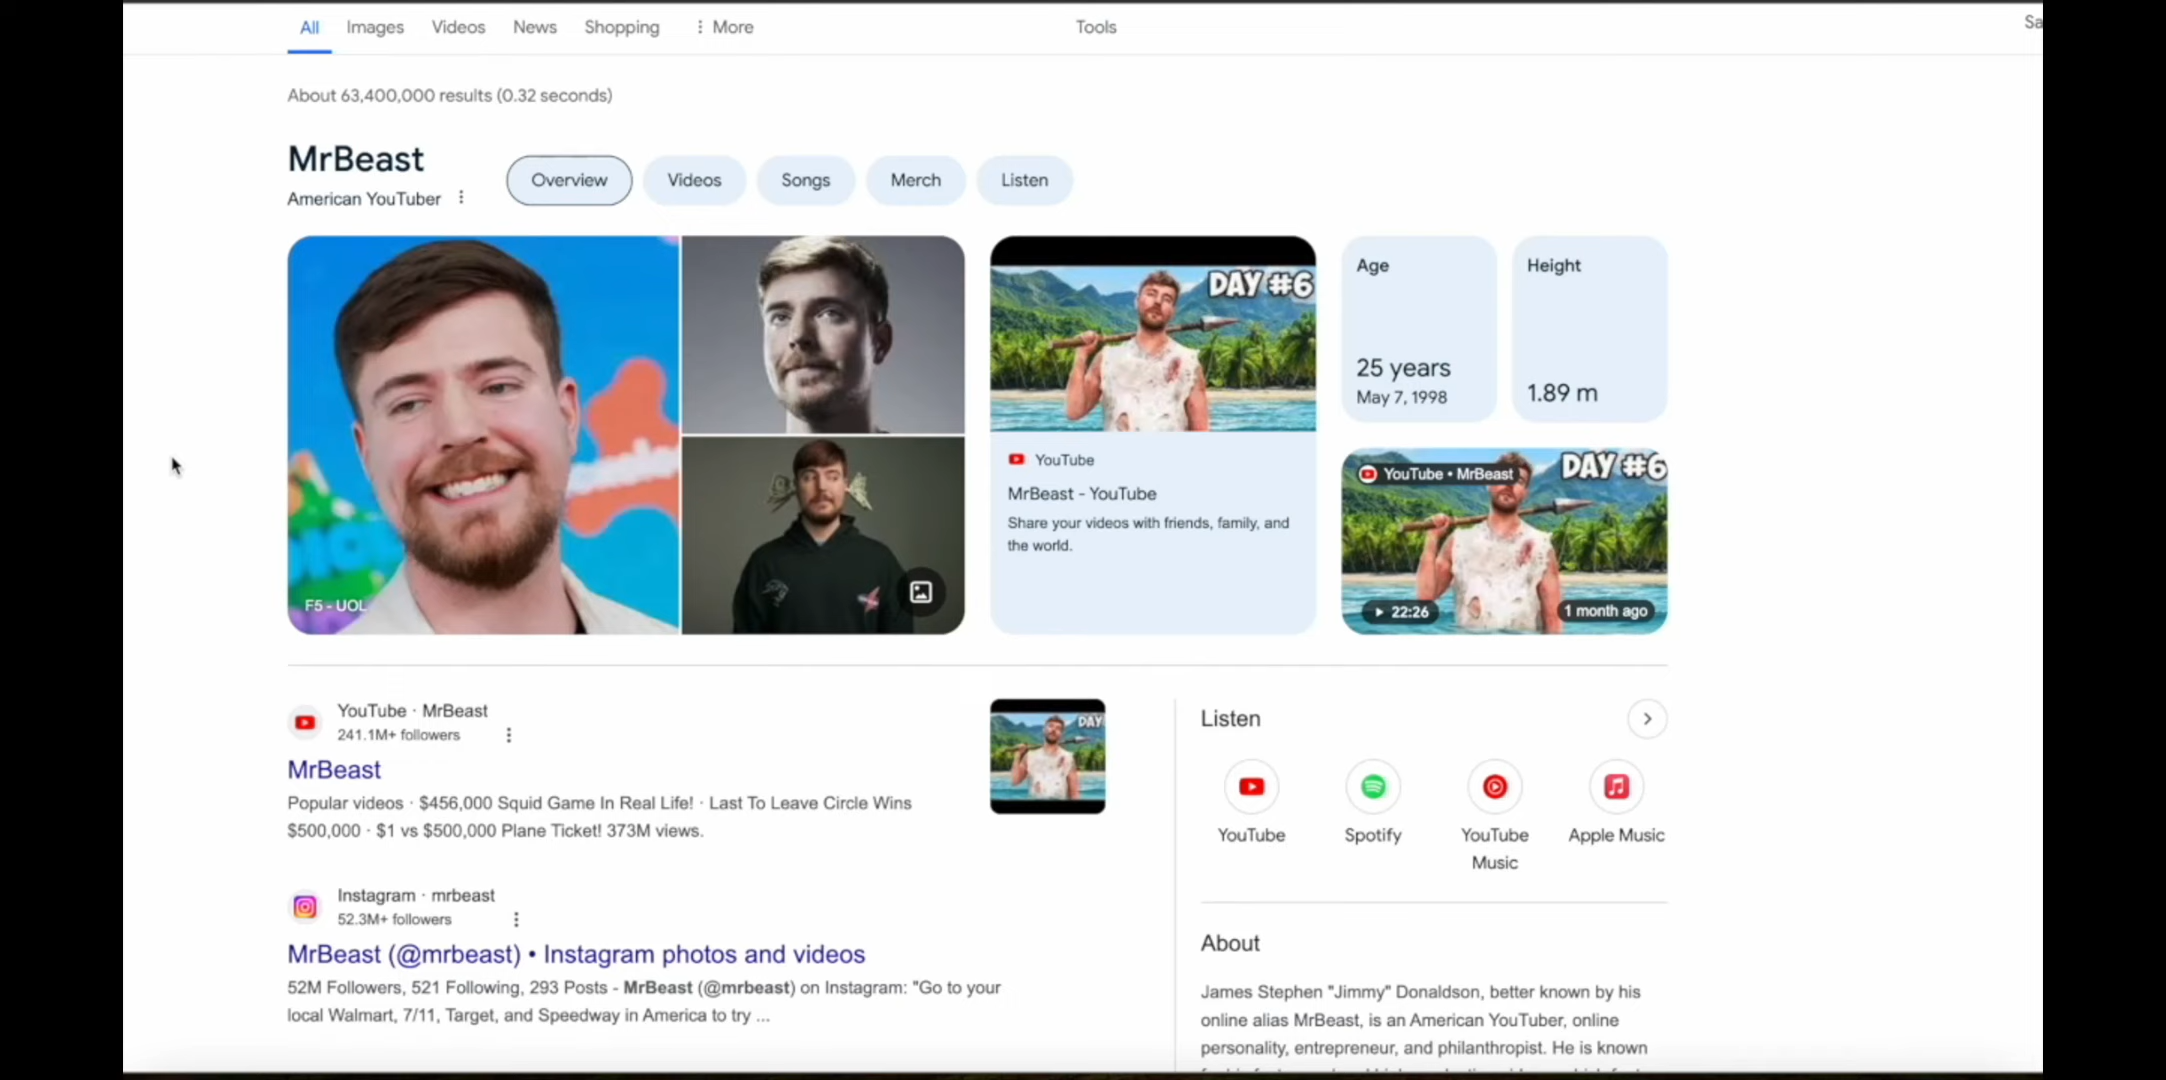 All Images Videos News Shopping More Tools Sa
About 63,400,000 results (0.32 seconds)
MrBeast
American YouTuber
Overview Videos Songs Merch Listen
F5 - UOL
DAY #6
YouTube
MrBeast - YouTube
Share your videos with friends, family, and
the world.
Age
25 years
May 7, 1998
Height
1.89 m
YouTube • MrBeast
DAY #6
22:26
1 month ago
YouTube · MrBeast
241.1M+ followers
MrBeast
Popular videos · $456,000 Squid Game In Real Life! · Last To Leave Circle Wins
$500,000 · $1 vs $500,000 Plane Ticket! 373M views.
DAY
Instagram · mrbeast
52.3M+ followers
MrBeast (@mrbeast) • Instagram photos and videos
52M Followers, 521 Following, 293 Posts - MrBeast (@mrbeast) on Instagram: "Go to your
local Walmart, 7/11, Target, and Speedway in America to try ...
Listen
YouTube Spotify YouTube Apple Music
Music
About
James Stephen "Jimmy" Donaldson, better known by his
online alias MrBeast, is an American YouTuber, online
personality, entrepreneur, and philanthropist. He is known